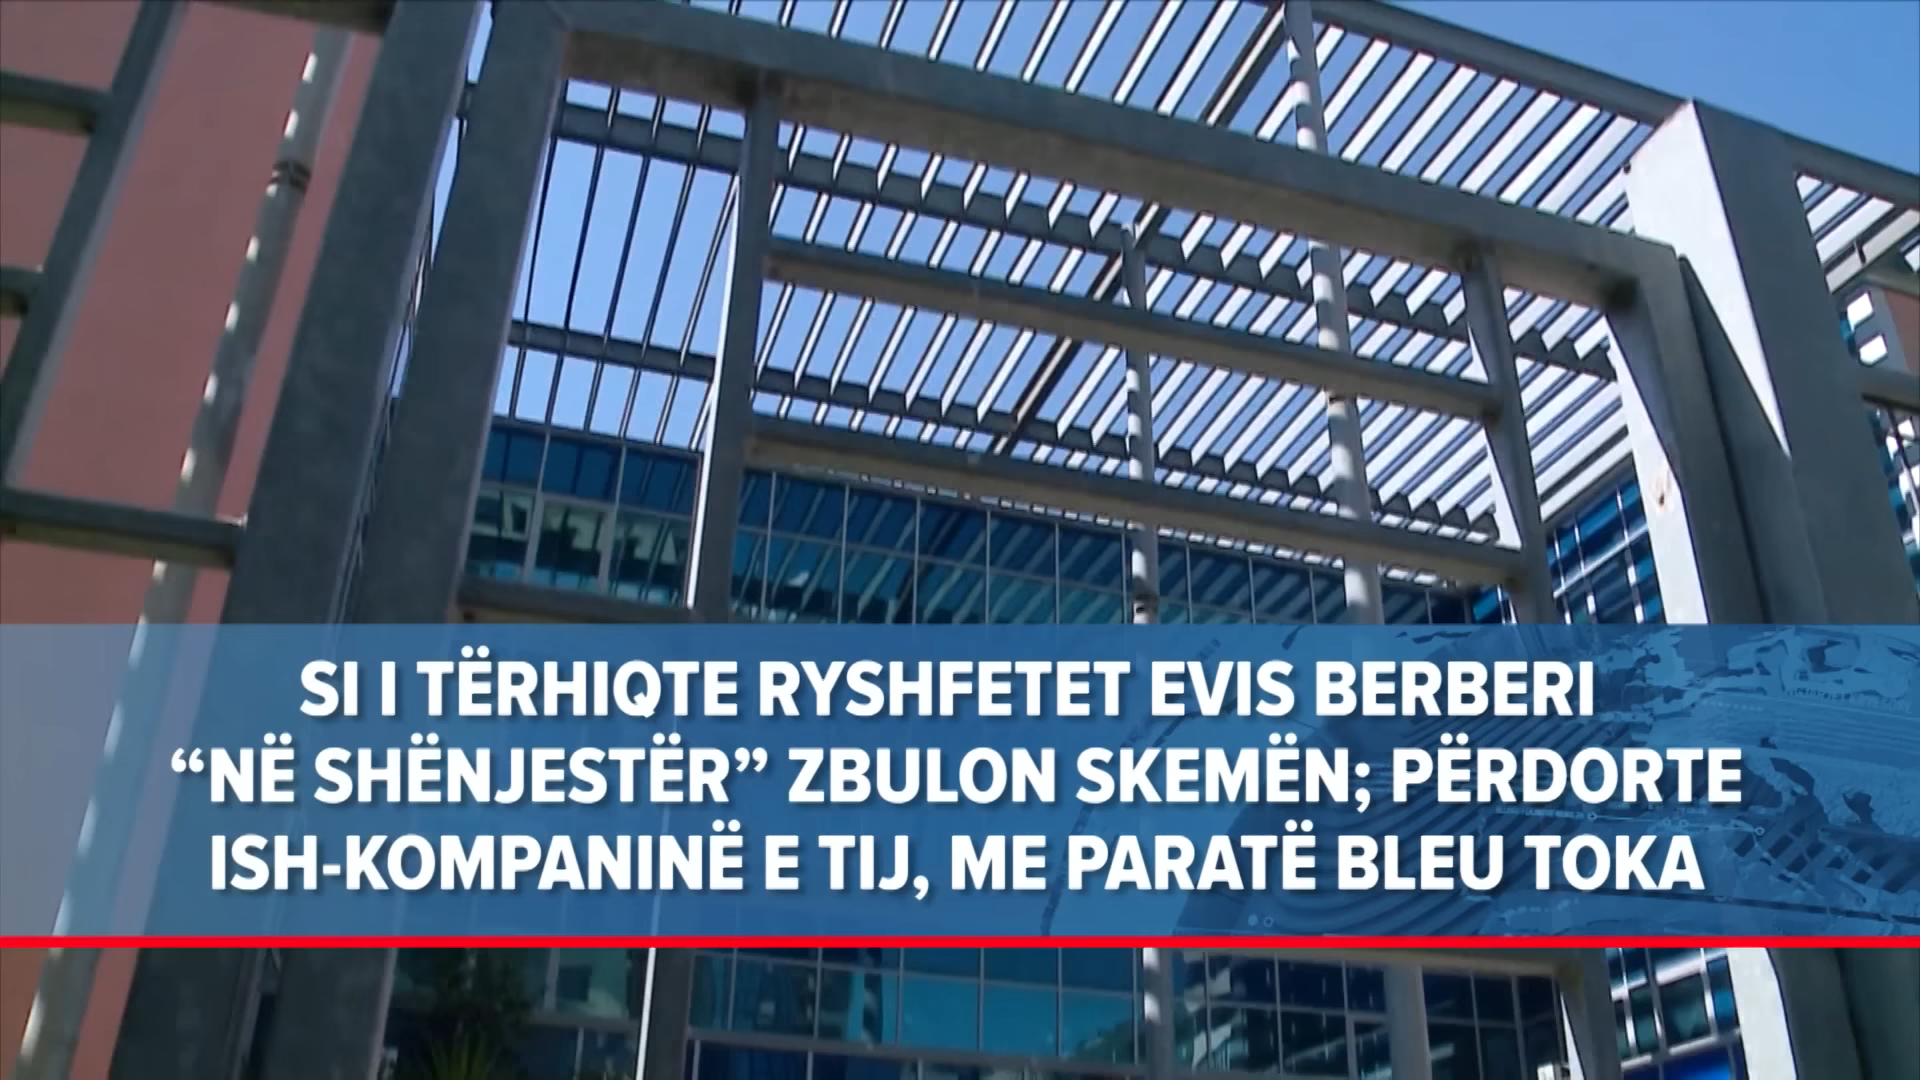 SI I TËRHIQTE RYSHFETET EVIS BERBERI
“NË SHËNJESTËR” ZBULON SKEMËN; PËRDORTE
ISH-KOMPANINË E TIJ, ME PARATË BLEU TOKA